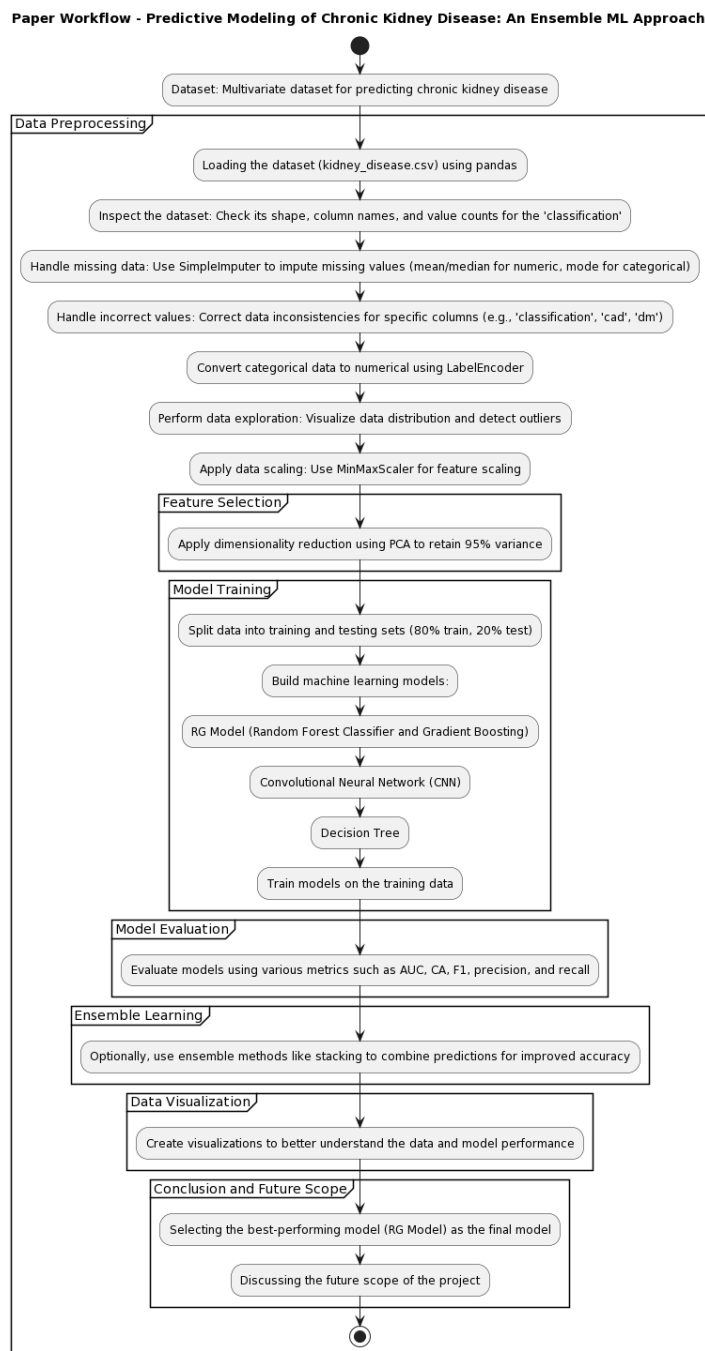 Paper Workflow - Predictive Modeling of Chronic Kidney Disease: An Ensemble ML Approach
Dataset: Multivariate dataset for predicting chronic kidney disease
Data Preprocessing
Loading the dataset (kidney_disease.csv) using pandas
Inspect the dataset: Check its shape, column names, and value counts for the 'classification'
Handle missing data: Use SimpleImputer to impute missing values (mean/median for numeric, mode for categorical)
Handle incorrect values: Correct data inconsistencies for specific columns (e.g., 'classification', 'cad', 'dm')
Convert categorical data to numerical using LabelEncoder
Perform data exploration: Visualize data distribution and detect outliers
Apply data scaling: Use MinMaxScaler for feature scaling
Feature Selection
Apply dimensionality reduction using PCA to retain 95% variance
Model Training
Split data into training and testing sets (80% train, 20% test)
Build machine learning models:
RG Model (Random Forest Classifier and Gradient Boosting)
Convolutional Neural Network (CNN)
Decision Tree
Train models on the training data
Model Evaluation
Evaluate models using various metrics such as AUC, CA, F1, precision, and recall
Ensemble Learning
Optionally, use ensemble methods like stacking to combine predictions for improved accuracy
Data Visualization
Create visualizations to better understand the data and model performance
Conclusion and Future Scope
Selecting the best-performing model (RG Model) as the final model
Discussing the future scope of the project